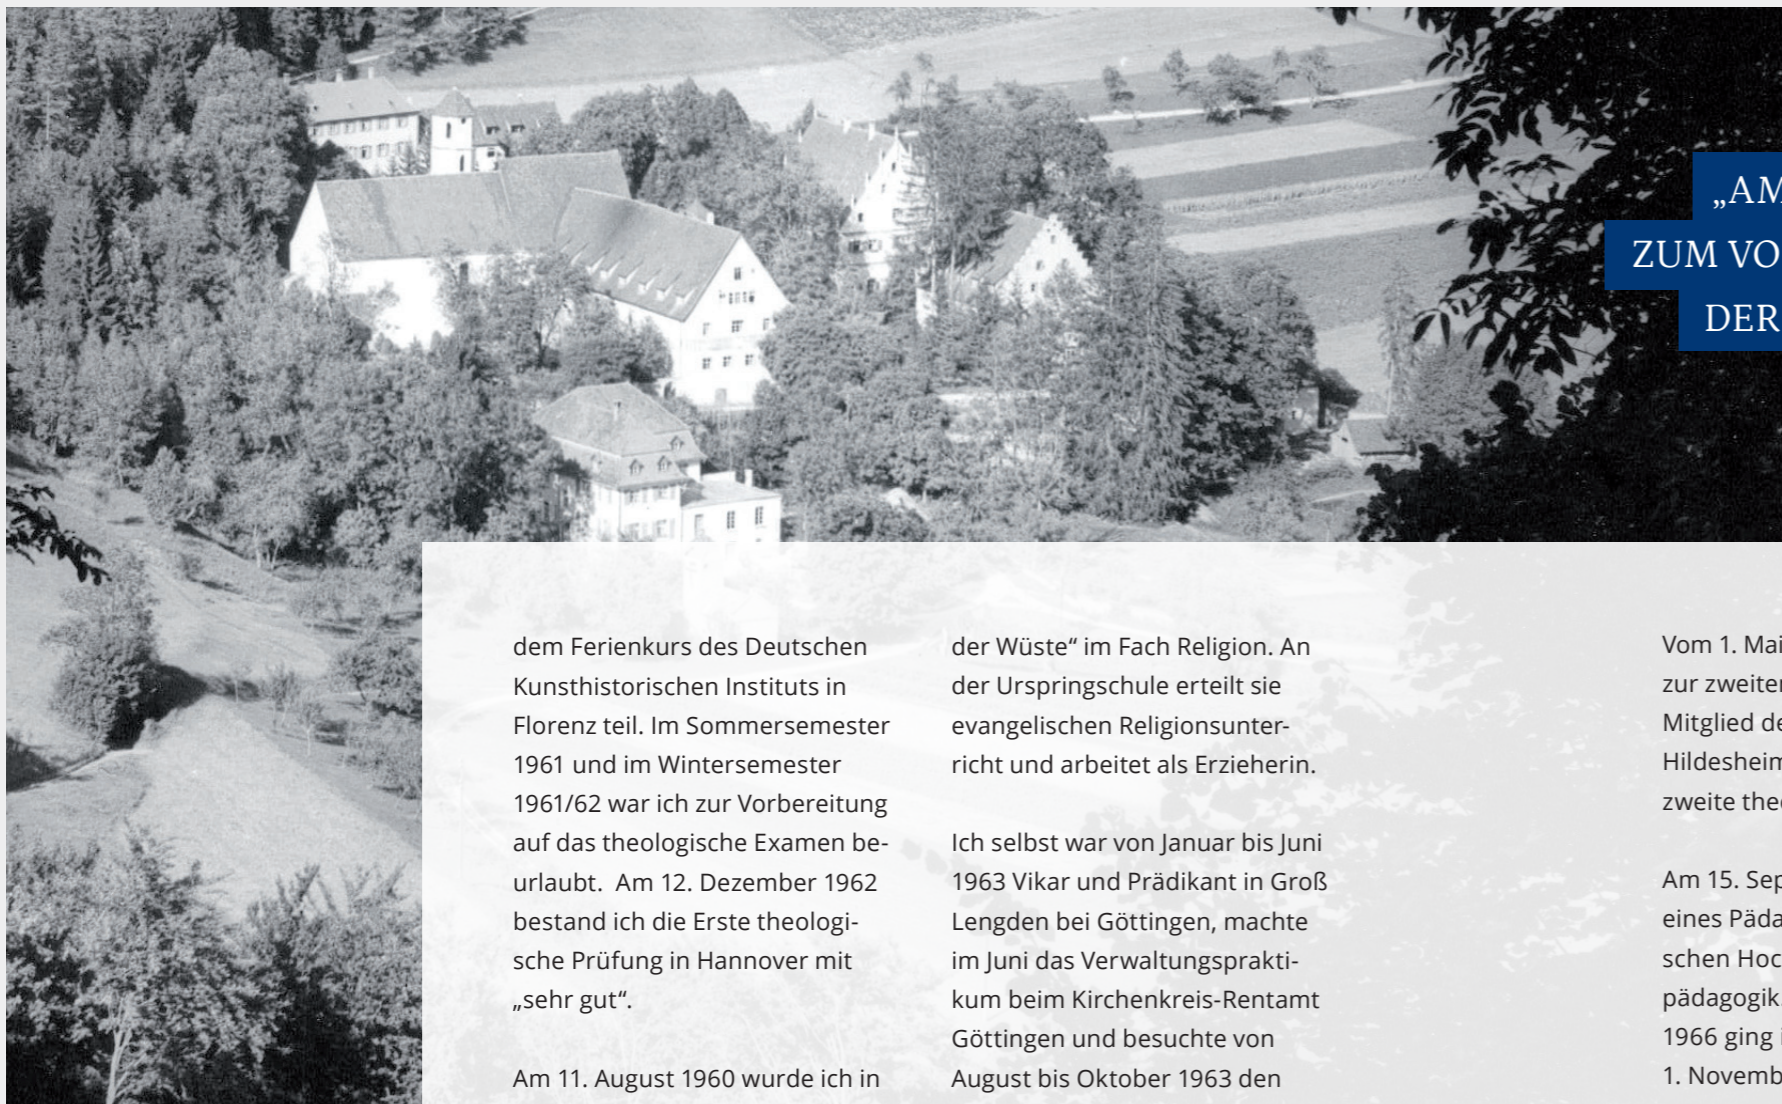 „AM
ZUM VO
DER
dem Ferienkurs des Deutschen
Kunsthistorischen Instituts in
Florenz teil. Im Sommersemester
1961 und im Wintersemester
1961/62 war ich zur Vorbereitung
auf das theologische Examen be-
urlaubt.  Am 12. Dezember 1962
bestand ich die Erste theologi-
sche Prüfung in Hannover mit
„sehr gut“.
Am 11. August 1960 wurde ich in
der Wüste“ im Fach Religion. An
der Urspringschule erteilt sie
evangelischen Religionsunter-
richt und arbeitet als Erzieherin.
Ich selbst war von Januar bis Juni
1963 Vikar und Prädikant in Groß
Lengden bei Göttingen, machte
im Juni das Verwaltungsprakti-
kum beim Kirchenkreis-Rentamt
Göttingen und besuchte von
August bis Oktober 1963 den
Vom 1. Mai
zur zweiten
Mitglied de
Hildesheim
zweite theo
Am 15. Sep
eines Päda
schen Hoc
pädagogik.
1966 ging i
1. Novemb